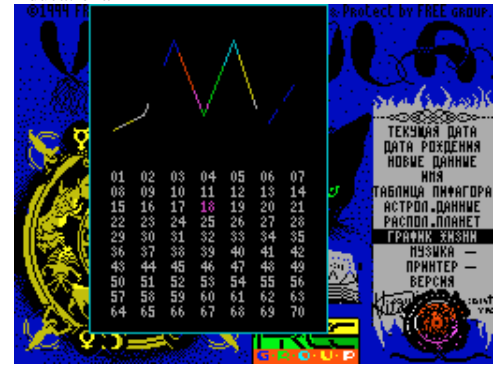 ©1999 FR
& Protect by FREE group.
01 02 03 04 05 06 07
08 09 10 11 12 13 14
15 16 17 18 19 20 21
22 23 24 25 26 27 28
29 30 31 32 33 34 35
36 37 38 39 40 41 42
43 44 45 46 47 48 49
50 51 52 53 54 55 56
57 58 59 60 61 62 63
64 65 66 67 68 69 70
ТЕКУЩАЯ ДАТА
ДАТА РОЖДЕНИЯ
НОВЫЕ ДАННЫЕ
ИМЯ
ТАБЛИЦА ПИФАГОРА
АСТРОЛ.ДАННЫЕ
РАСПОЛ.ПЛАНЕТ
ГРАФИК ЖИЗНИ
МУЗЫКА —
ПРИНТЕР —
ВЕРСИЯ
G·R·O·U·P